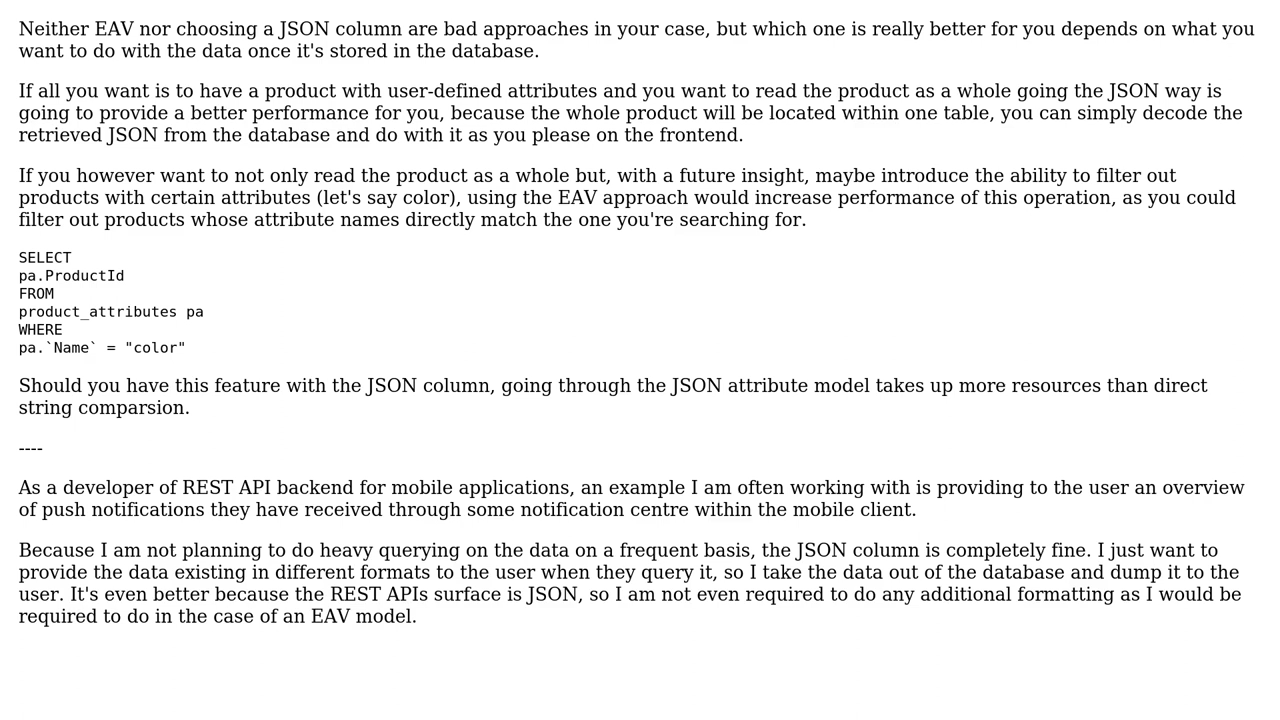 Neither EAV nor choosing a JSON column are bad approaches in your case, but which one is really better for you depends on what you
want to do with the data once it's stored in the database.
If all you want is to have a product with user-defined attributes and you want to read the product as a whole going the JSON way is
going to provide a better performance for you, because the whole product will be located within one table, you can simply decode the
retrieved JSON from the database and do with it as you please on the frontend.
If you however want to not only read the product as a whole but, with a future insight, maybe introduce the ability to filter out
products with certain attributes (let's say color), using the EAV approach would increase performance of this operation, as you could
filter out products whose attribute names directly match the one you're searching for.
SELECT
pa.ProductId
FROM
product_attributes pa
WHERE
pa.`Name` = "color"
Should you have this feature with the JSON column, going through the JSON attribute model takes up more resources than direct
string comparsion.
----
As a developer of REST API backend for mobile applications, an example I am often working with is providing to the user an overview
of push notifications they have received through some notification centre within the mobile client.
Because I am not planning to do heavy querying on the data on a frequent basis, the JSON column is completely fine. I just want to
provide the data existing in different formats to the user when they query it, so I take the data out of the database and dump it to the
user. It's even better because the REST APIs surface is JSON, so I am not even required to do any additional formatting as I would be
required to do in the case of an EAV model.